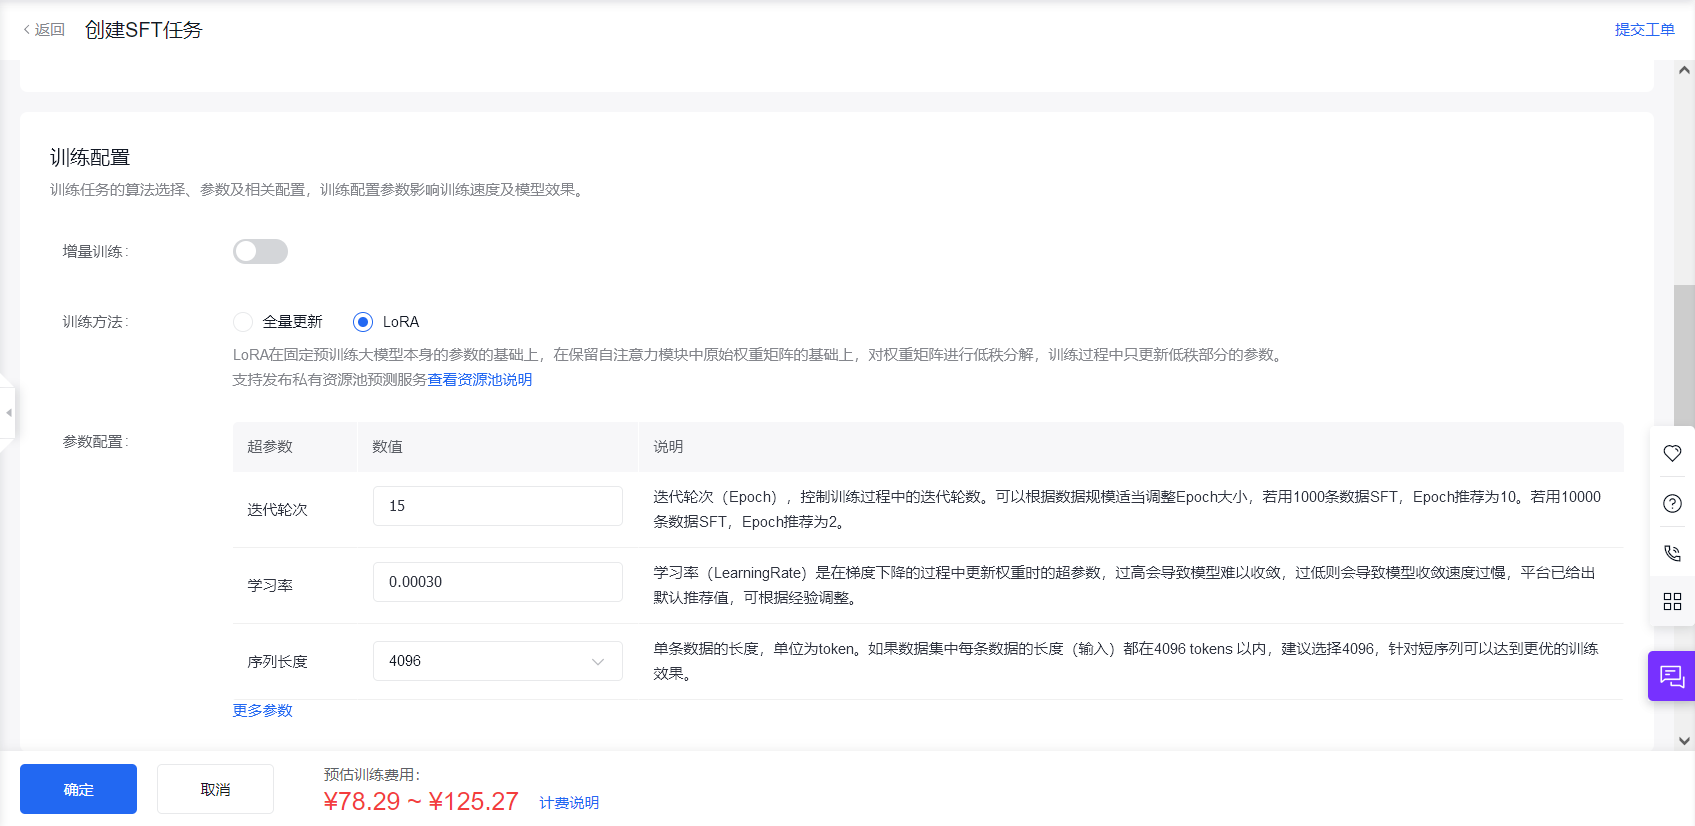 返回 创建SFT任务 提交工单
训练配置
训练任务的算法选择、参数及相关配置，训练配置参数影响训练速度及模型效果。
增量训练：
训练方法： 全量更新 LoRA
LoRA在固定预训练大模型本身的参数的基础上，在保留自注意力模块中原始权重矩阵的基础上，对权重矩阵进行低秩分解，训练过程中只更新低秩部分的参数。
支持发布私有资源池预测服务查看资源池说明
参数配置：
超参数 数值 说明
迭代轮次 15 迭代轮次（Epoch），控制训练过程中的迭代轮数。可以根据数据规模适当调整Epoch大小，若用1000条数据SFT，Epoch推荐为10。若用10000
条数据SFT，Epoch推荐为2。
学习率 0.00030 学习率（LearningRate）是在梯度下降的过程中更新权重时的超参数，过高会导致模型难以收敛，过低则会导致模型收敛速度过慢，平台已给出
默认推荐值，可根据经验调整。
序列长度 4096 单条数据的长度，单位为token。如果数据集中每条数据的长度（输入）都在4096 tokens 以内，建议选择4096，针对短序列可以达到更优的训练
效果。
更多参数
确定 取消 预估训练费用：
¥78.29 ~ ¥125.27 计费说明